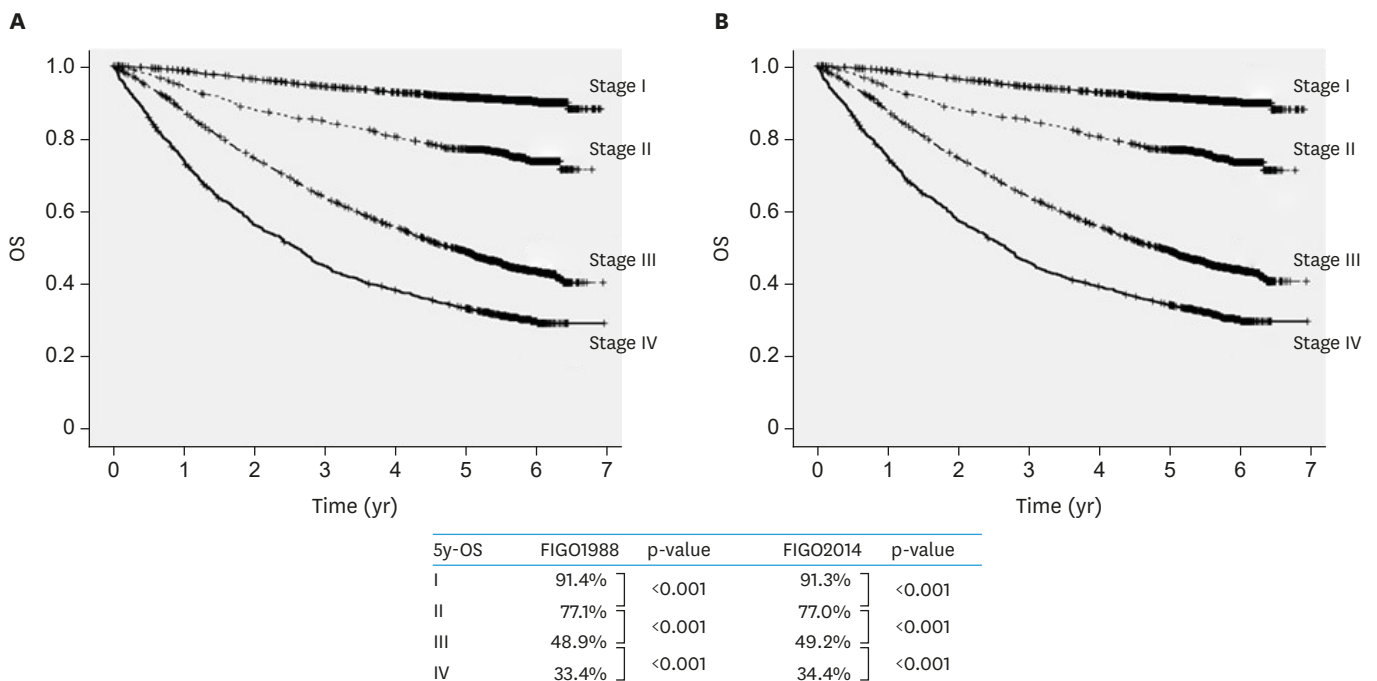 A
1.0
0.8
0.6
0.4
0.2
0
OS
Stage I
Stage II
Stage III
Stage IV
0 1 2 3 4 5 6 7
Time (yr)
B
1.0
0.8
0.6
0.4
0.2
0
OS
Stage I
Stage II
Stage III
Stage IV
0 1 2 3 4 5 6 7
Time (yr)
5y-OS FIGO1988 p-value FIGO2014 p-value
I 91.4% 91.3%
<0.001 <0.001
II 77.1% 77.0%
<0.001 <0.001
III 48.9% 49.2%
<0.001 <0.001
IV 33.4% 34.4%